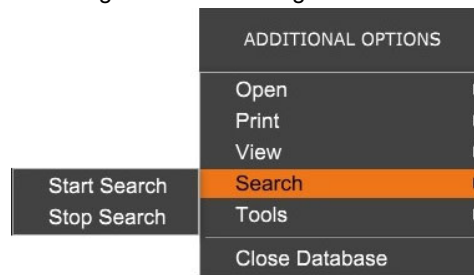 ADDITIONAL OPTIONS
Open
Print
View
Search
Start Search
Stop Search
Tools
Close Database